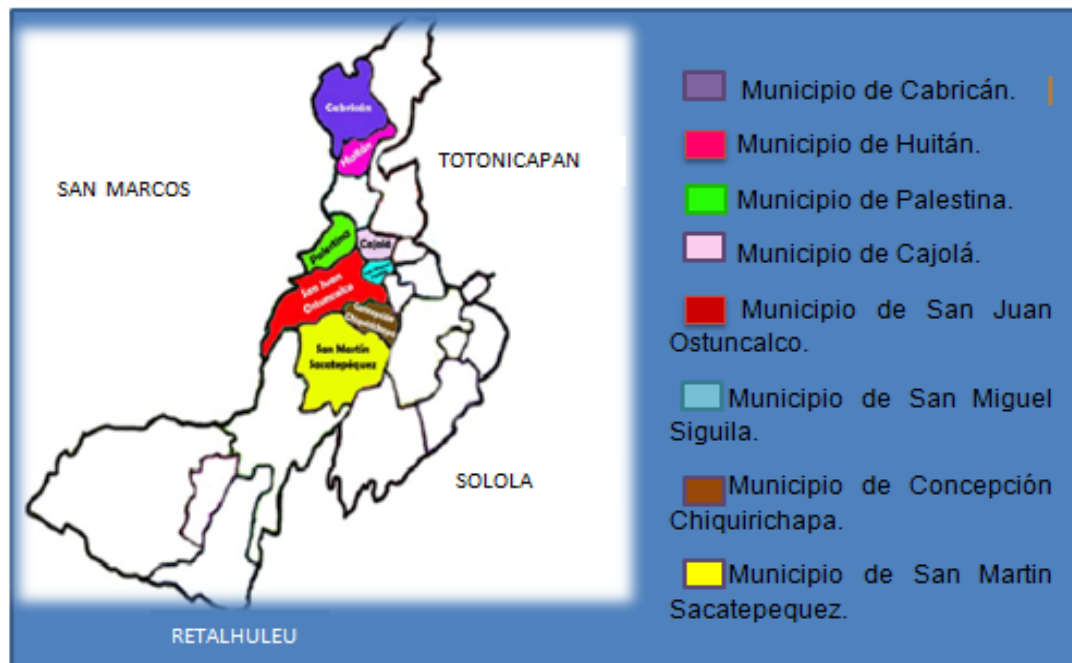 Cabricán
Huitán
TOTONICAPAN
SAN MARCOS
Palestina
Cajolá
San Juan
Ostuncalco
Concepción
Chiquirichapa
San Martín
Sacatepéquez
SOLOLA
RETALHULEU
Municipio de Cabricán.
Municipio de Huitán.
Municipio de Palestina.
Municipio de Cajolá.
Municipio de San Juan
Ostuncalco.
Municipio de San Miguel
Siguila.
Municipio de Concepción
Chiquirichapa.
Municipio de San Martin
Sacatepequez.